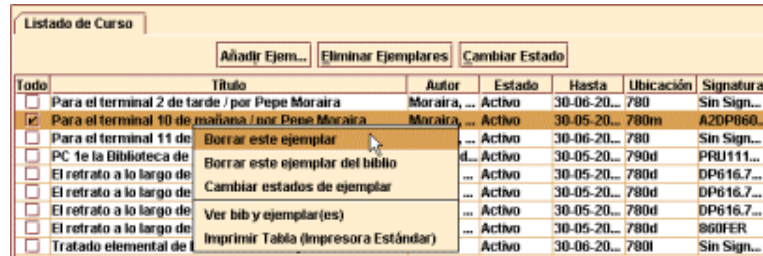 Listado de Curso
Añadir Ejem... Eliminar Ejemplares Cambiar Estado
Todo Título Autor Estado Hasta Ubicación Signatura
Para el terminal 2 de tarde / por Pepe Moraira Moraira, ... Activo 30-06-20... 780 Sin Sign...
Para el terminal 10 de mañana / por Pepe Moraira Moraira, ... Activo 30-05-20... 780m A2DP860...
Para el terminal 11 des Activo 30-06-20... 780 Sin Sign...
Borrar este ejemplar
PC 1e la Biblioteca de d... Activo 30-05-20... 790d PRU111...
Borrar este ejemplar del biblio
El retrato a lo largo de ... Activo 30-05-20... 780d DP616.7...
Cambiar estados de ejemplar
El retrato a lo largo de ... Activo 30-05-20... 780d DP616.7...
El retrato a lo largo de ... Activo 30-05-20... 780d DP616.7...
Ver bib y ejemplar(es)
El retrato a lo largo de ... Activo 30-05-20... 780d 860FER
Imprimir Tabla (Impresora Estándar)
Tratado elemental de Activo 30-06-20... 780l Sin Sign...